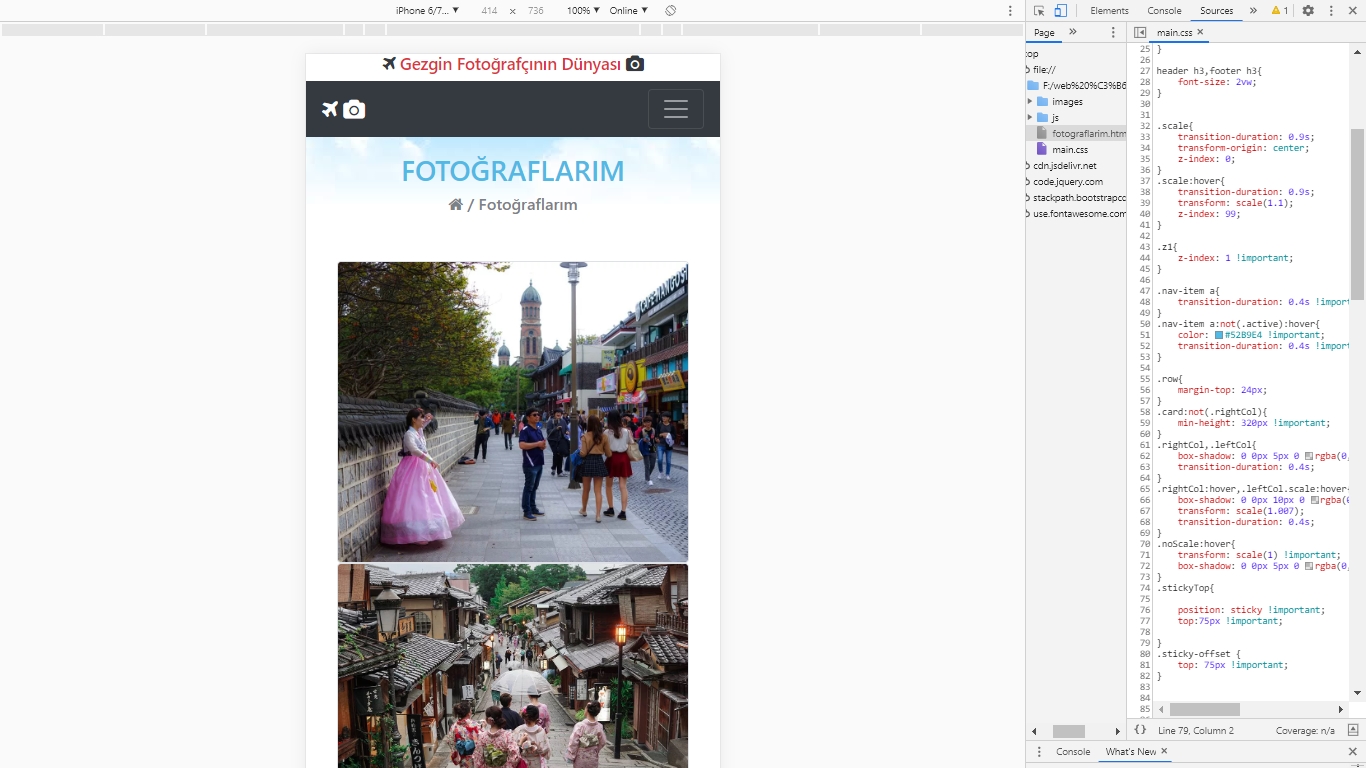 iPhone 6/7... ▼ 414 × 736 100% ▼ Online ▼
Elements Console Sources » 1
Page »
main.css ×
Gezgin Fotoğrafçının Dünyası
FOTOĞRAFLARIM
/ Fotoğraflarım
CAFE HANGUSI
top
file://
F:/web%20%C3%B6
images
js
fotograflarim.htm
main.css
cdn.jsdelivr.net
code.jquery.com
stackpath.bootstrapcd
use.fontawesome.com
25 }
26
27 header h3,footer h3{
28 font-size: 2vw;
29 }
30
31
32 .scale{
33 transition-duration: 0.9s;
34 transform-origin: center;
35 z-index: 0;
36 }
37 .scale:hover{
38 transition-duration: 0.9s;
39 transform: scale(1.1);
40 z-index: 99;
41 }
42
43 .z1{
44 z-index: 1 !important;
45 }
46
47 .nav-item a{
48 transition-duration: 0.4s !import
49 }
50 .nav-item a:not(.active):hover{
51 color: #52B9E4 !important;
52 transition-duration: 0.4s !import
53 }
54
55 .row{
56 margin-top: 24px;
57 }
58 .card:not(.rightCol){
59 min-height: 320px !important;
60 }
61 .rightCol,.leftCol{
62 box-shadow: 0 0px 5px 0 rgba(0,
63 transition-duration: 0.4s;
64 }
65 .rightCol:hover,.leftCol.scale:hover
66 box-shadow: 0 0px 10px 0 rgba(0
67 transform: scale(1.007);
68 transition-duration: 0.4s;
69 }
70 .noScale:hover{
71 transform: scale(1) !important;
72 box-shadow: 0 0px 5px 0 rgba(0,
73 }
74 .stickyTop{
75
76 position: sticky !important;
77 top:75px !important;
78
79 }
80 .sticky-offset {
81 top: 75px !important;
82 }
83
84
85
{} Line 79, Column 2 Coverage: n/a
Console What's New ×